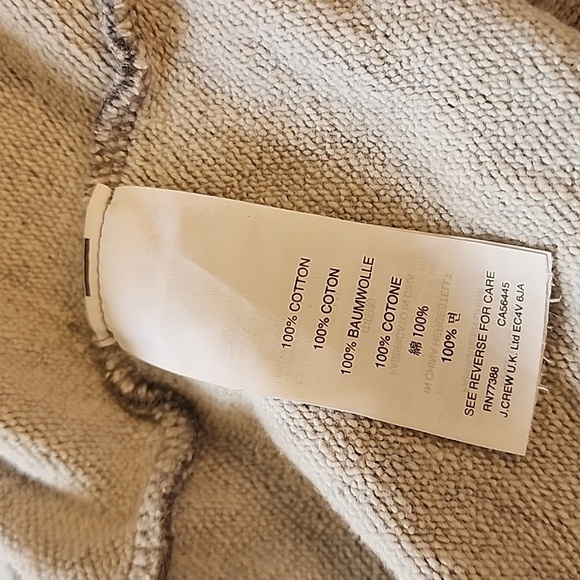 100% COTTON
100% COTON
100% BAUMWOLLE
100% COTONE
綿 100%
100% 면
SEE REVERSE FOR CARE
RN77388 CA56445
J.CREW U.K. Ltd EC4V 6JA